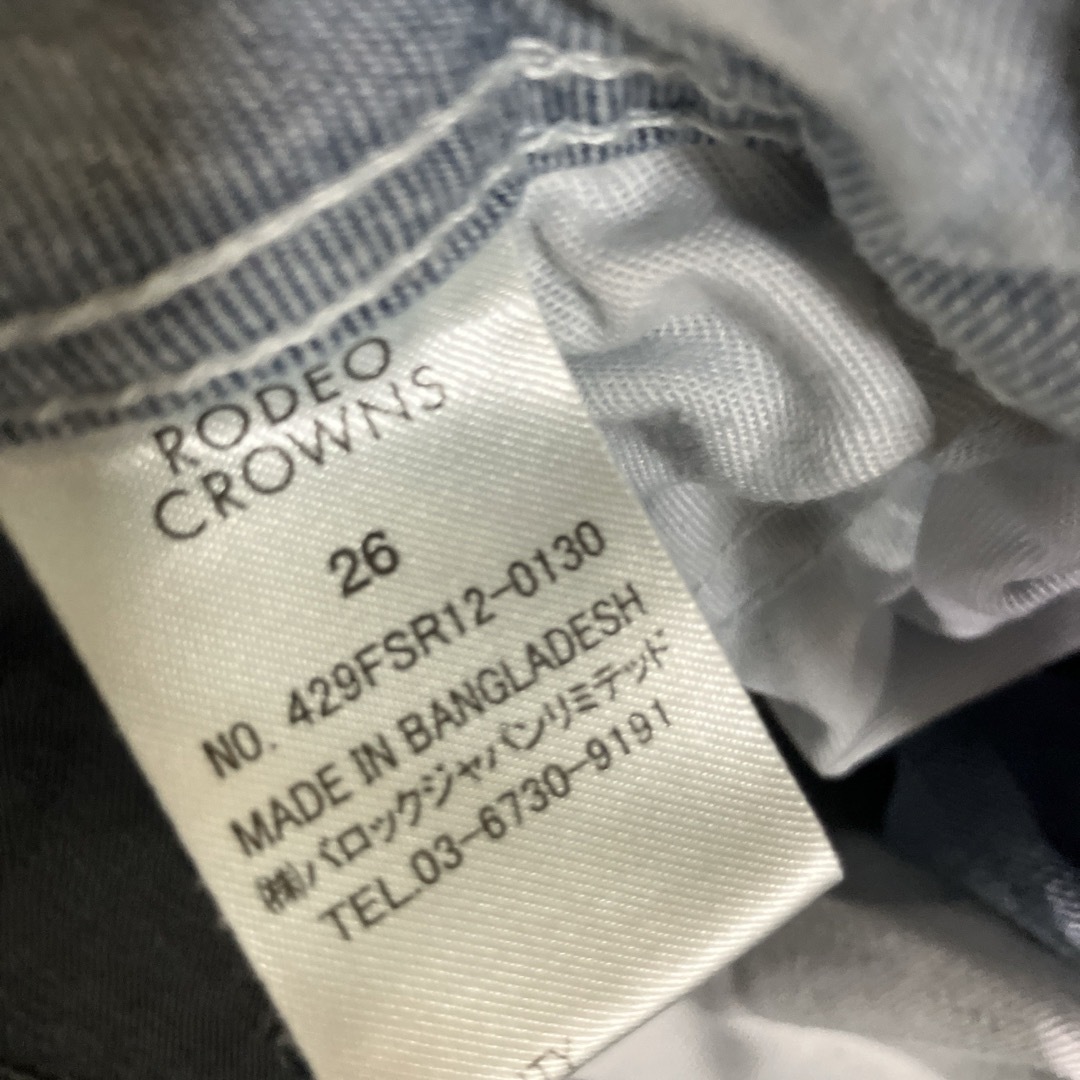 RODEO
CROWNS
26
NO. 429FSR12-0130
MADE IN BANGLADESH
㈱バロックジャパンリミテッド
TEL.03-6730-9191